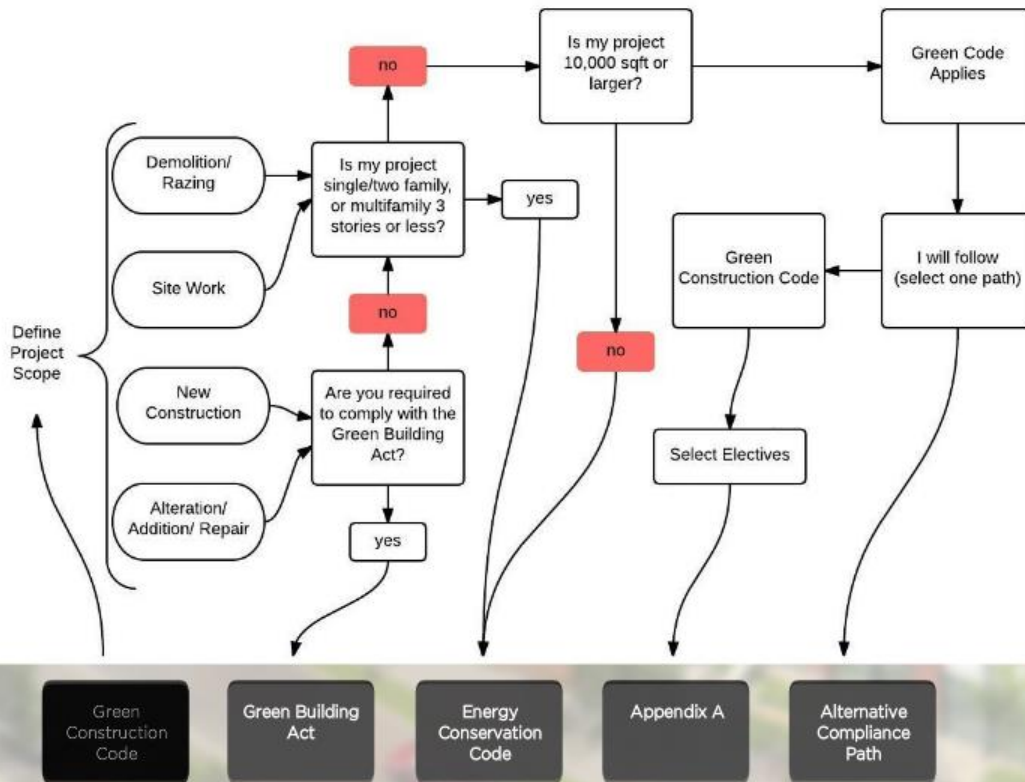 no
Is my project
10,000 sqft or
larger?
Green Code
Applies
Demolition/
Razing
Is my project
single/two family,
or multifamily 3
stories or less?
yes
Site Work
Green
Construction Code
I will follow
(select one path)
no
no
Define
Project
Scope
New
Construction
Are you required
to comply with the
Green Building
Act?
Select Electives
Alteration/
Addition/ Repair
yes
Green
Construction
Code
Green Building
Act
Energy
Conservation
Code
Appendix A
Alternative
Compliance
Path